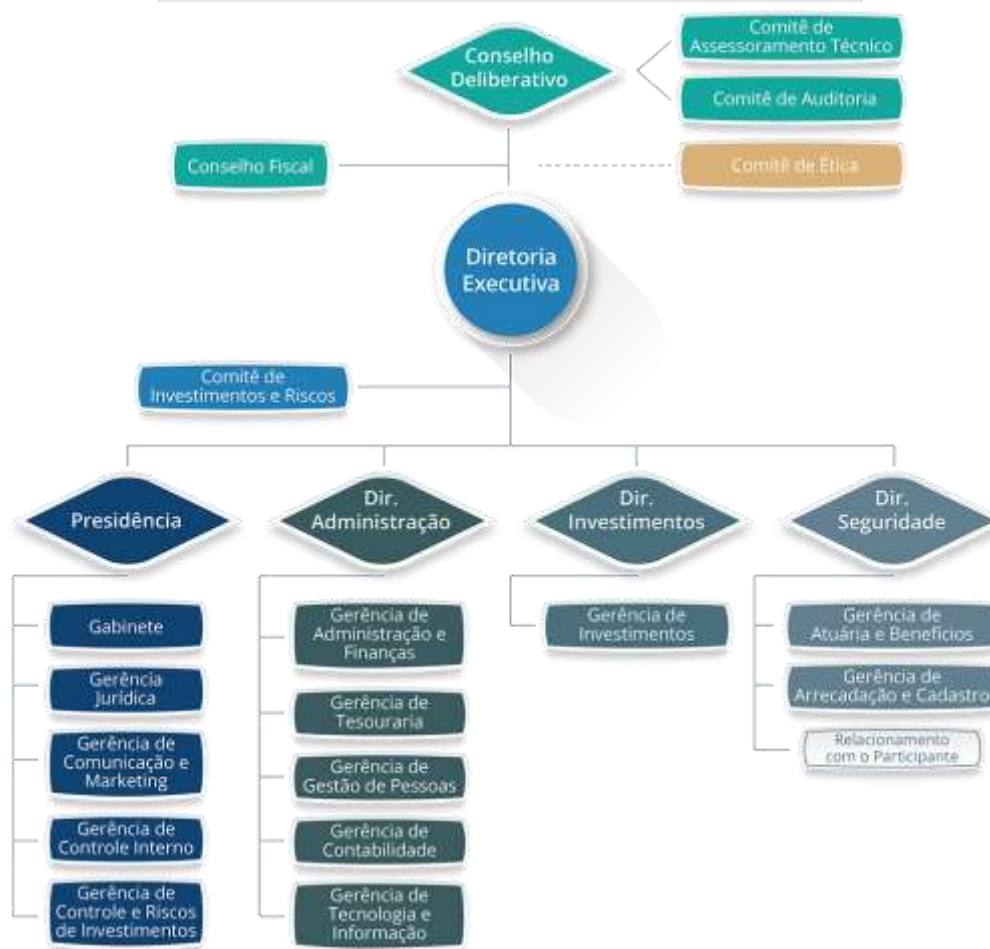 Conselho
Deliberativo
Comitê de
Assessoramento Técnico
Comitê de Auditoria
Conselho Fiscal
Comitê de Ética
Diretoria
Executiva
Comitê de
Investimentos e Riscos
Presidência
Dir.
Administração
Dir.
Investimentos
Dir.
Seguridade
Gabinete
Gerência
Jurídica
Gerência de
Comunicação e
Marketing
Gerência de
Controle Interno
Gerência de
Controle e Riscos
de Investimentos
Gerência de
Administração e
Finanças
Gerência de
Tesouraria
Gerência de
Gestão de Pessoas
Gerência de
Contabilidade
Gerência de
Tecnologia e
Informação
Gerência de
Investimentos
Gerência de
Atuária e Benefícios
Gerência de
Arrecadação e Cadastro
Relacionamento
com o Participante